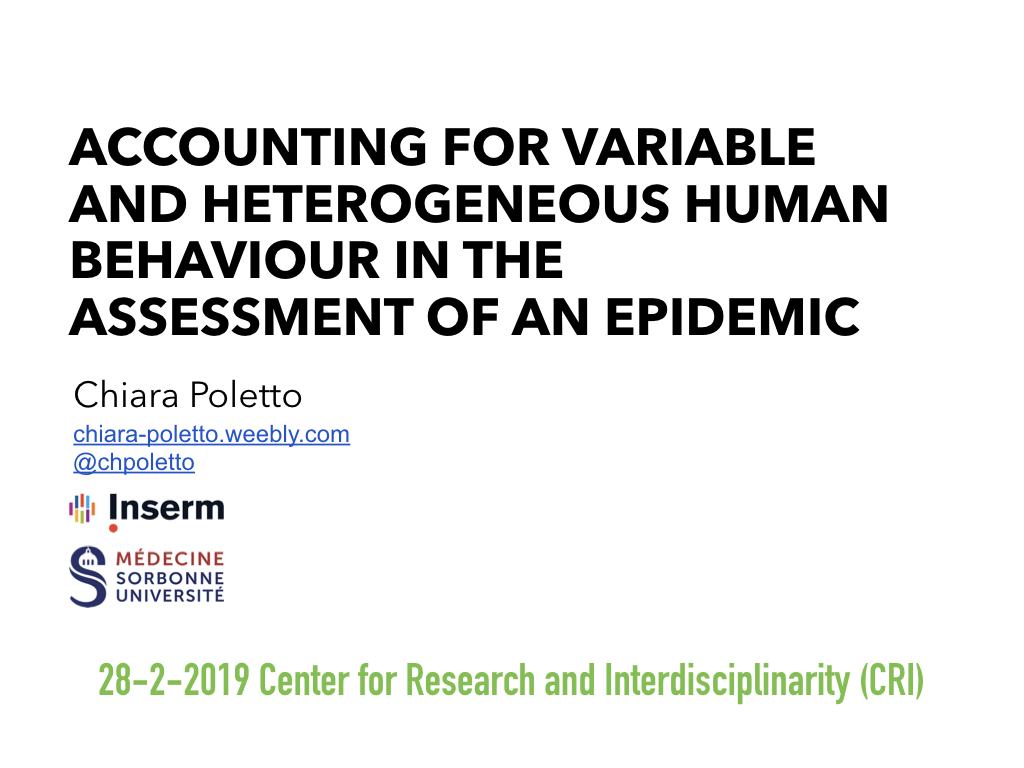 ACCOUNTING FOR VARIABLE
AND HETEROGENEOUS HUMAN
BEHAVIOUR IN THE
ASSESSMENT OF AN EPIDEMIC
Chiara Poletto
chiara-poletto.weebly.com
@chpoletto
Inserm
MÉDECINE
SORBONNE
UNIVERSITÉ
28-2-2019 Center for Research and Interdisciplinarity (CRI)